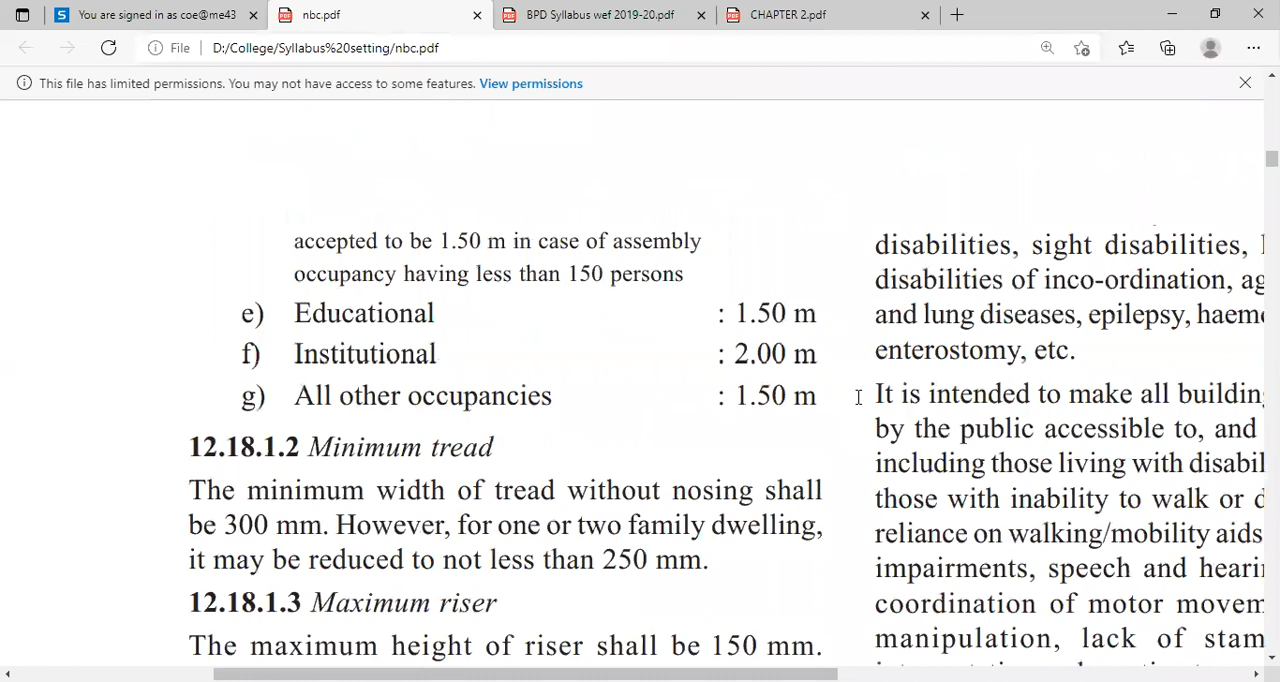 You are signed in as coe@me43
nbc.pdf
BPD Syllabus wef 2019-20.pdf
CHAPTER 2.pdf
File
D:/College/Syllabus%20setting/nbc.pdf
This file has limited permissions. You may not have access to some features. View permissions
accepted to be 1.50 m in case of assembly
occupancy having less than 150 persons
e) Educational : 1.50 m
f) Institutional : 2.00 m
g) All other occupancies : 1.50 m
12.18.1.2 Minimum tread
The minimum width of tread without nosing shall
be 300 mm. However, for one or two family dwelling,
it may be reduced to not less than 250 mm.
12.18.1.3 Maximum riser
The maximum height of riser shall be 150 mm.
disabilities, sight disabilities,
disabilities of inco-ordination, ag
and lung diseases, epilepsy, haem
enterostomy, etc.
It is intended to make all building
by the public accessible to, and
including those living with disabil
those with inability to walk or d
reliance on walking/mobility aids
impairments, speech and heari
coordination of motor movem
manipulation, lack of stam